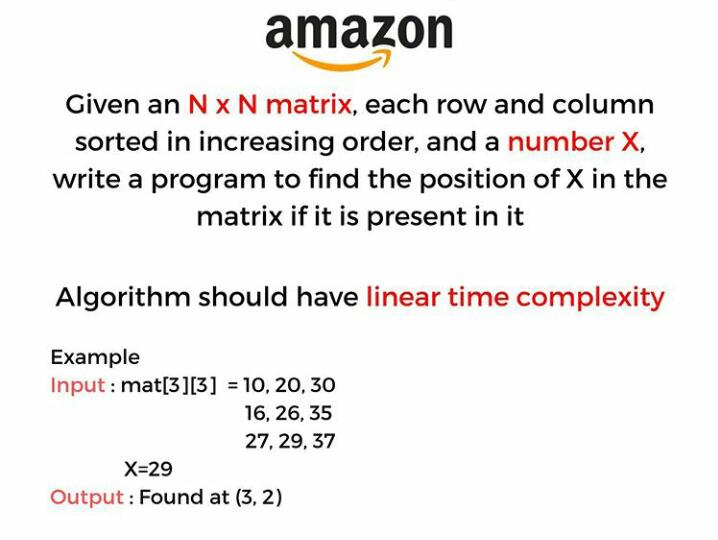 amazon
Given an N x N matrix, each row and column
sorted in increasing order, and a number X,
write a program to find the position of X in the
matrix if it is present in it
Algorithm should have linear time complexity
Example
Input : mat[3][3] = 10, 20, 30
16, 26, 35
27, 29, 37
X=29
Output : Found at (3, 2)